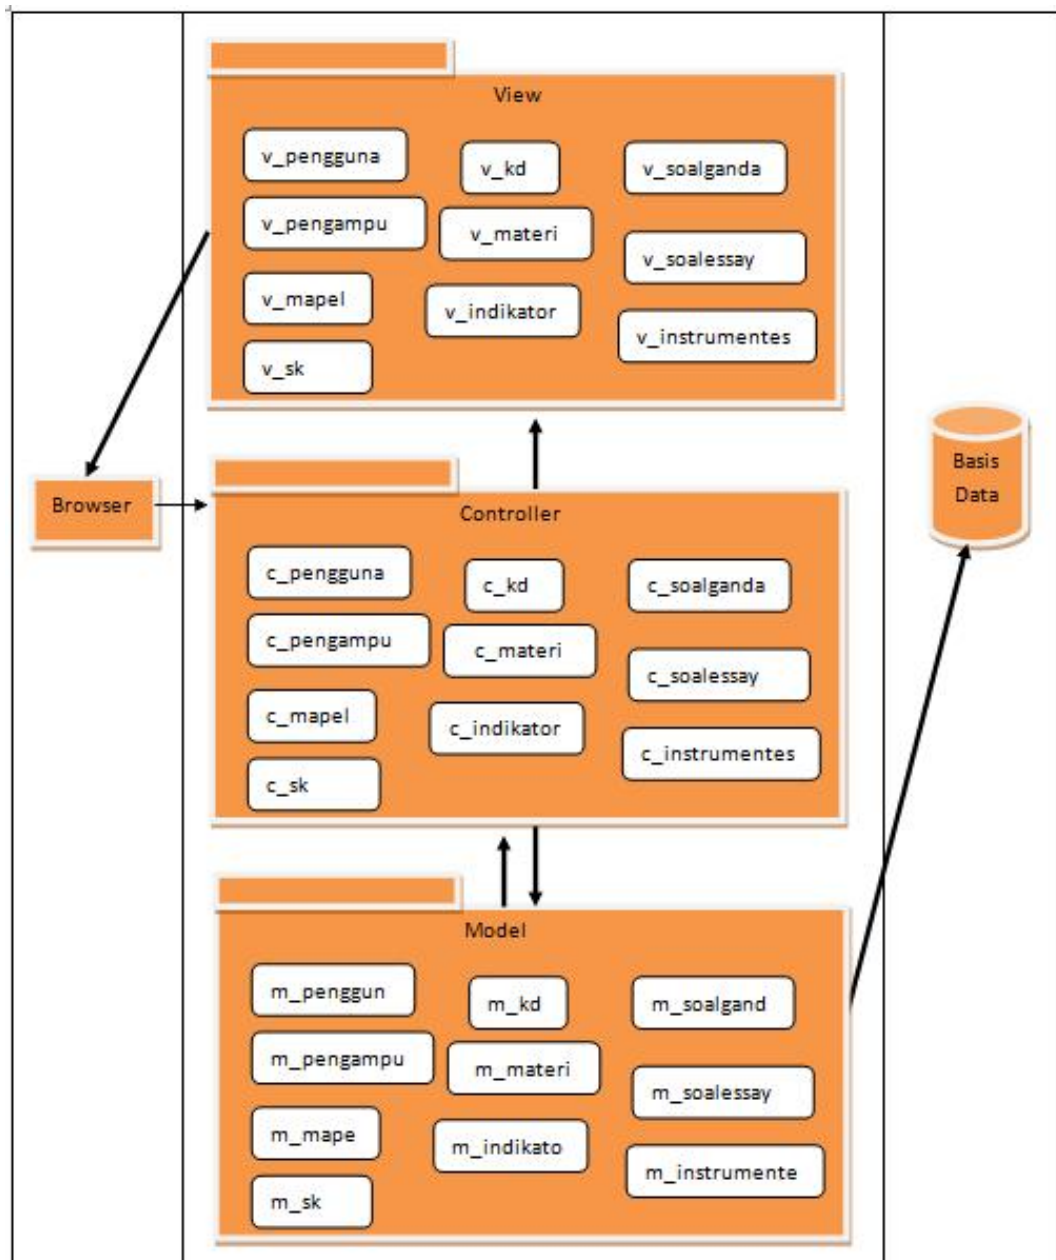 View
v_pengguna
v_kd
v_soalganda
v_pengampu
v_materi
v_soalessay
v_mapel
v_indikator
v_instrumentes
v_sk
Browser
Basis
Data
Controller
c_pengguna
c_kd
c_soalganda
c_pengampu
c_materi
c_soalessay
c_mapel
c_indikator
c_instrumentes
c_sk
Model
m_penggun
m_kd
m_soalgand
m_pengampu
m_materi
m_soalessay
m_mape
m_indikato
m_instrumente
m_sk